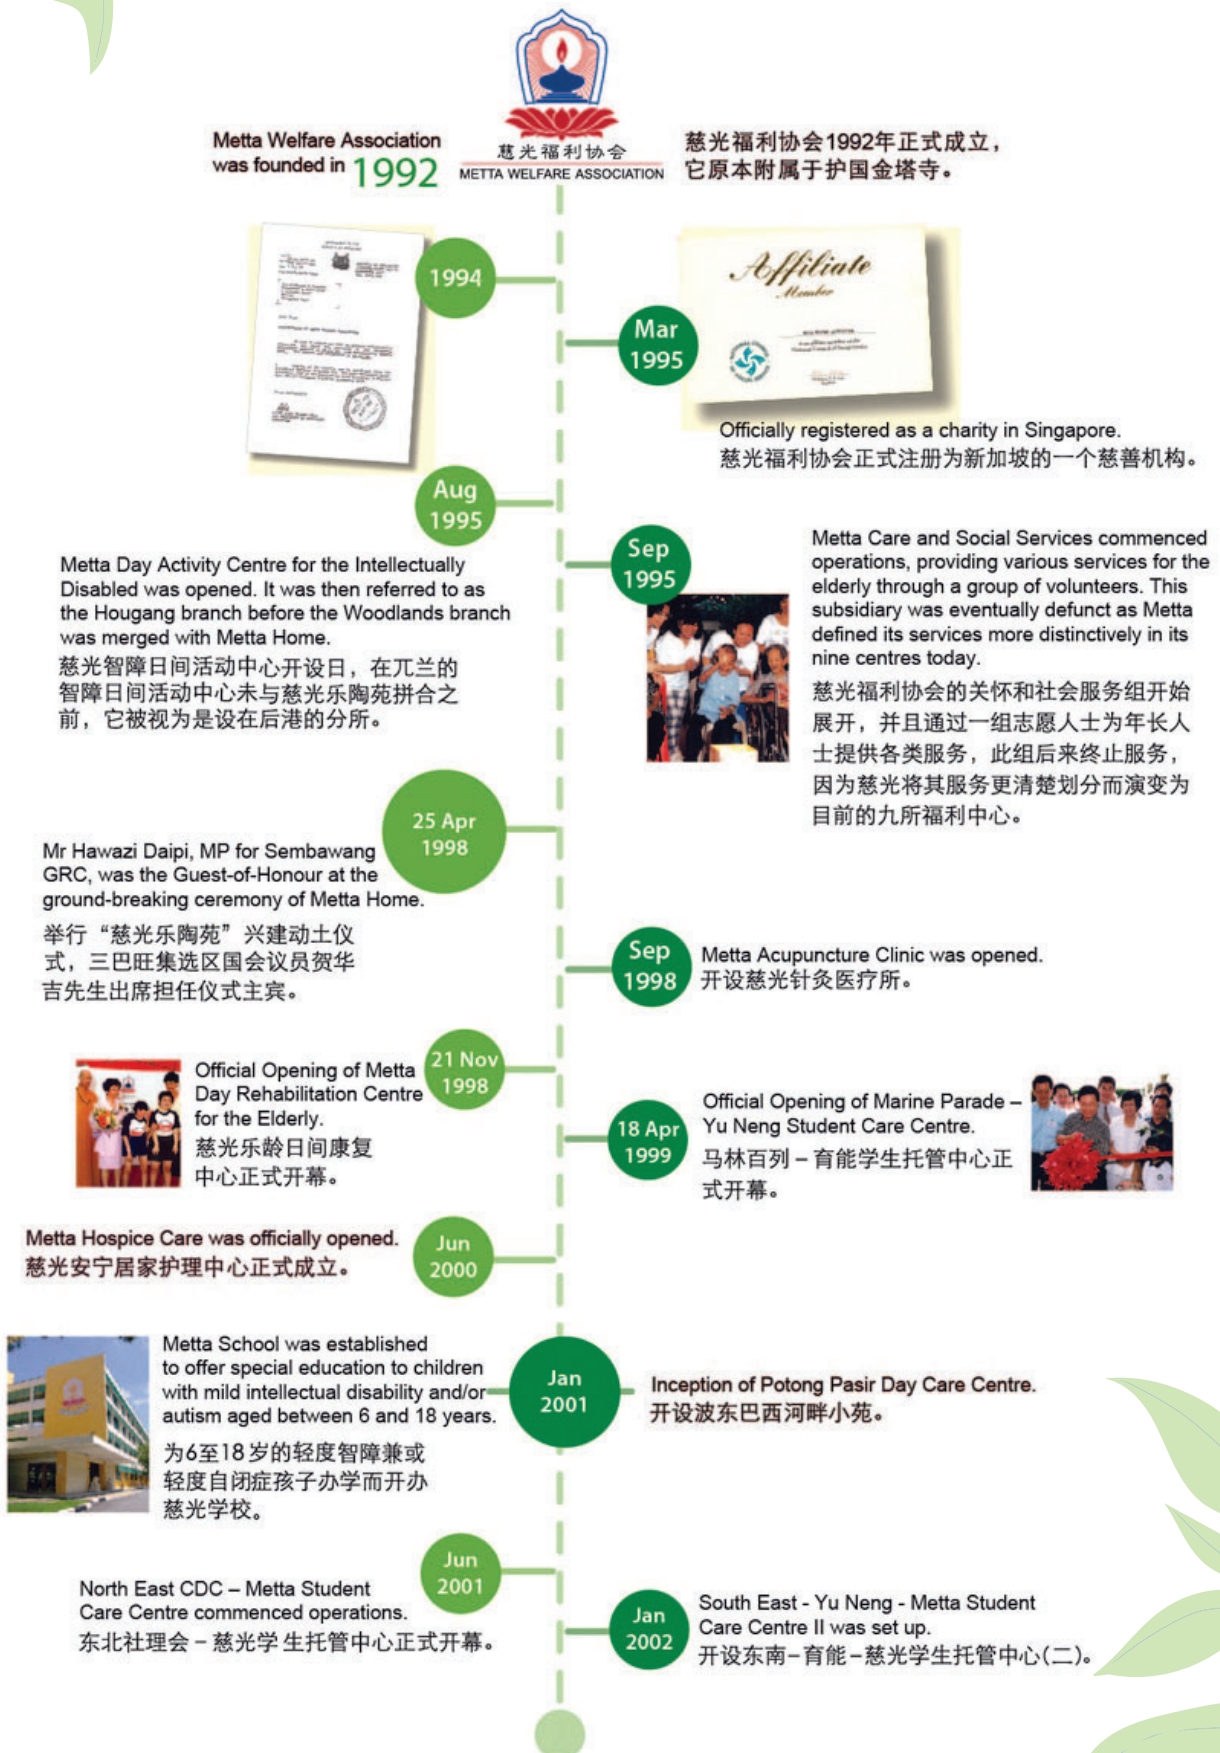 Metta Welfare Association
was founded in 1992
慈光福利协会
METTA WELFARE ASSOCIATION
慈光福利协会1992年正式成立，
它原本附属于护国金塔寺。
1994
Mar
1995
Affiliate
Member
Officially registered as a charity in Singapore.
慈光福利协会正式注册为新加坡的一个慈善机构。
Aug
1995
Metta Day Activity Centre for the Intellectually
Disabled was opened. It was then referred to as
the Hougang branch before the Woodlands branch
was merged with Metta Home.
慈光智障日间活动中心开设日，在兀兰的
智障日间活动中心未与慈光乐陶苑拼合之
前，它被视为是设在后港的分所。
Sep
1995
Metta Care and Social Services commenced
operations, providing various services for the
elderly through a group of volunteers. This
subsidiary was eventually defunct as Metta
defined its services more distinctively in its
nine centres today.
慈光福利协会的关怀和社会服务组开始
展开，并且通过一组志愿人士为年长人
士提供各类服务，此组后来终止服务，
因为慈光将其服务更清楚划分而演变为
目前的九所福利中心。
25 Apr
1998
Mr Hawazi Daipi, MP for Sembawang
GRC, was the Guest-of-Honour at the
ground-breaking ceremony of Metta Home.
举行“慈光乐陶苑”兴建动土仪
式，三巴旺集选区国会议员贺华
吉先生出席担任仪式主宾。
Sep
1998
Metta Acupuncture Clinic was opened.
开设慈光针灸医疗所。
21 Nov
1998
Official Opening of Metta
Day Rehabilitation Centre
for the Elderly.
慈光乐龄日间康复
中心正式开幕。
18 Apr
1999
Official Opening of Marine Parade –
Yu Neng Student Care Centre.
马林百列 – 育能学生托管中心正
式开幕。
Metta Hospice Care was officially opened.
慈光安宁居家护理中心正式成立。
Jun
2000
Metta School was established
to offer special education to children
with mild intellectual disability and/or
autism aged between 6 and 18 years.
为6至18岁的轻度智障兼或
轻度自闭症孩子办学而开办
慈光学校。
Jan
2001
Inception of Potong Pasir Day Care Centre.
开设波东巴西河畔小苑。
Jun
2001
North East CDC – Metta Student
Care Centre commenced operations.
东北社理会 – 慈光学生托管中心正式开幕。
Jan
2002
South East - Yu Neng - Metta Student
Care Centre II was set up.
开设东南–育能–慈光学生托管中心(二)。